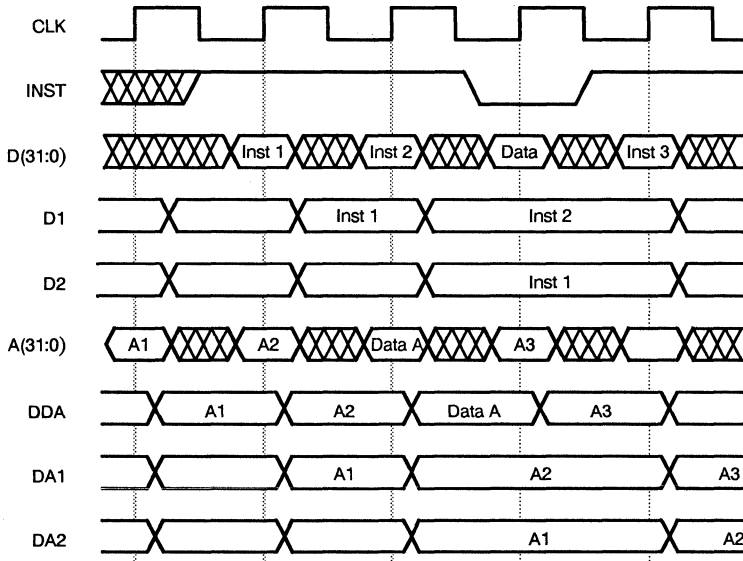 CLK
INST
D(31:0) Inst 1 Inst 2 Data Inst 3
D1 Inst 1 Inst 2
D2 Inst 1
A(31:0) A1 A2 Data A A3
DDA A1 A2 Data A A3
DA1 A1 A2 A3
DA2 A1 A2